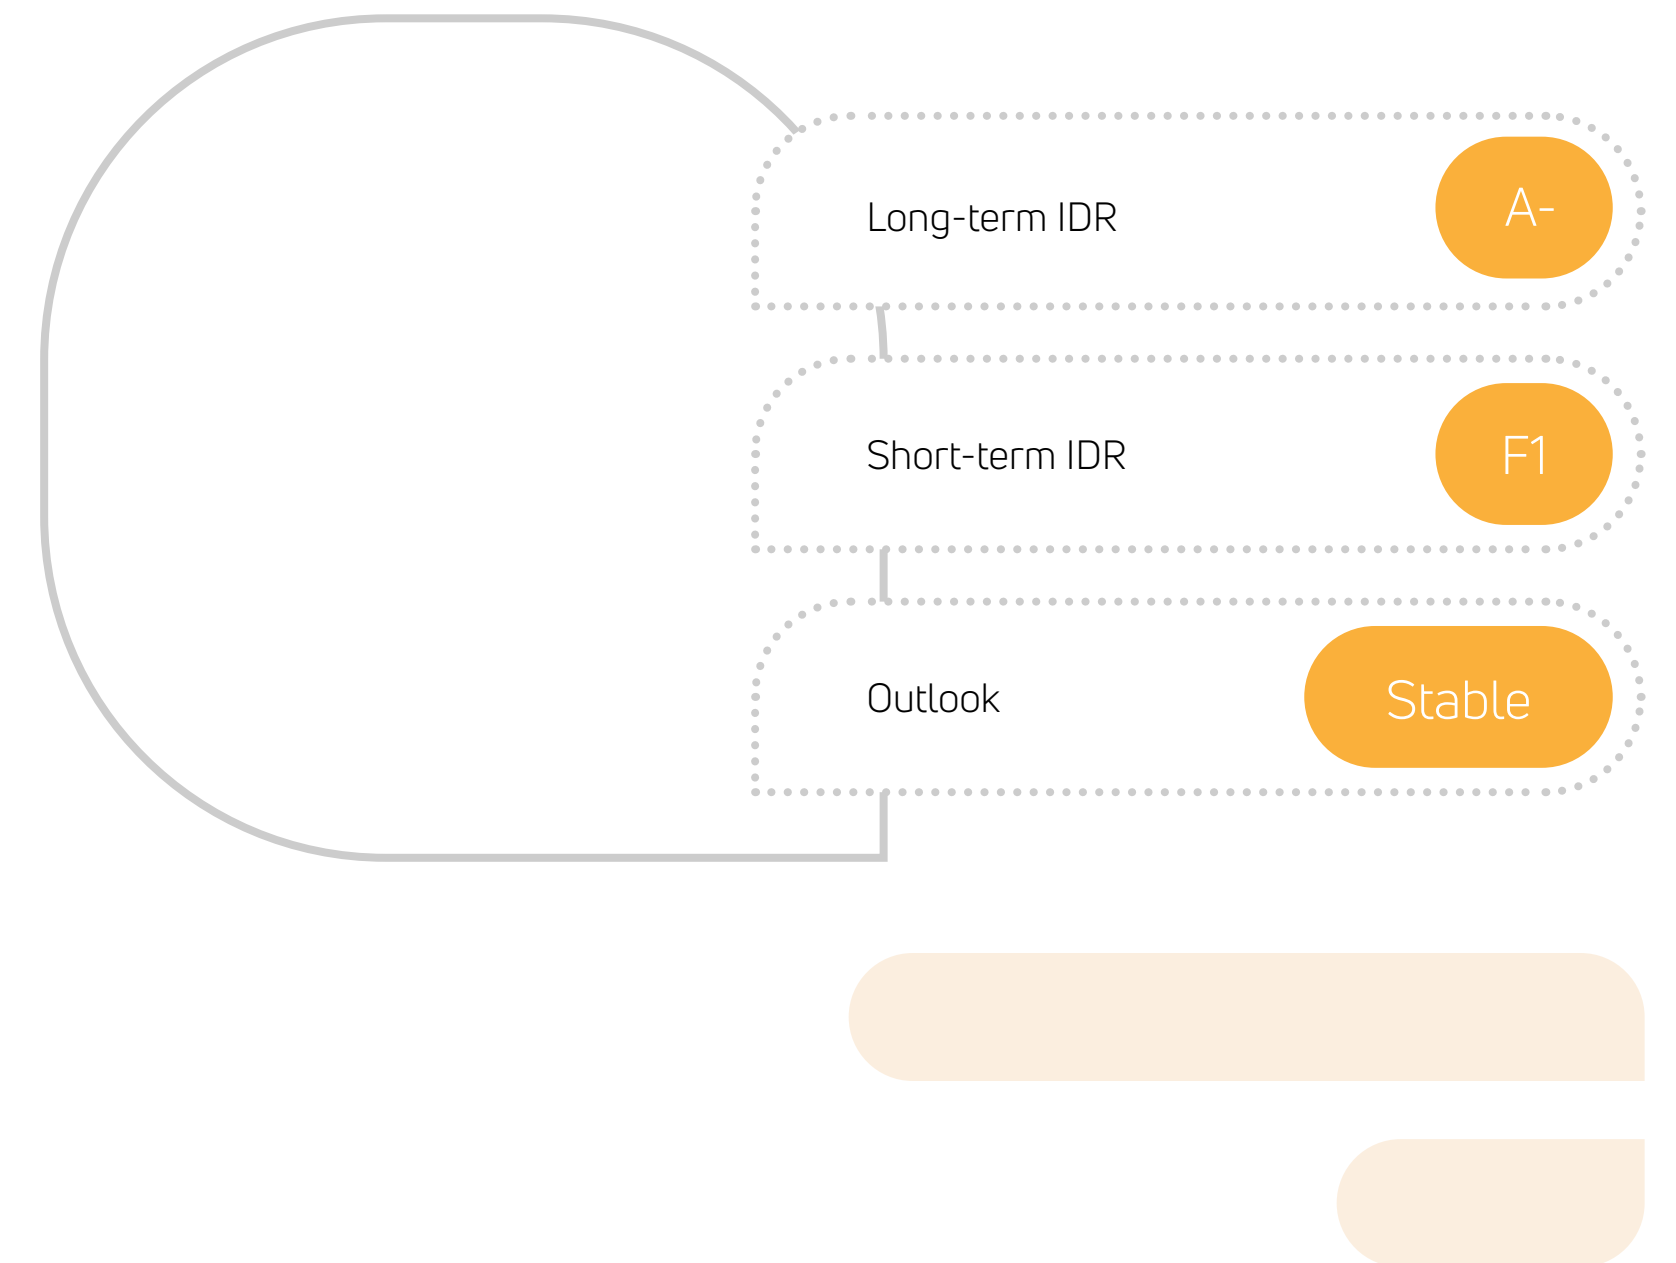 Long-term IDR
A-
Short-term IDR
F1
Outlook
Stable